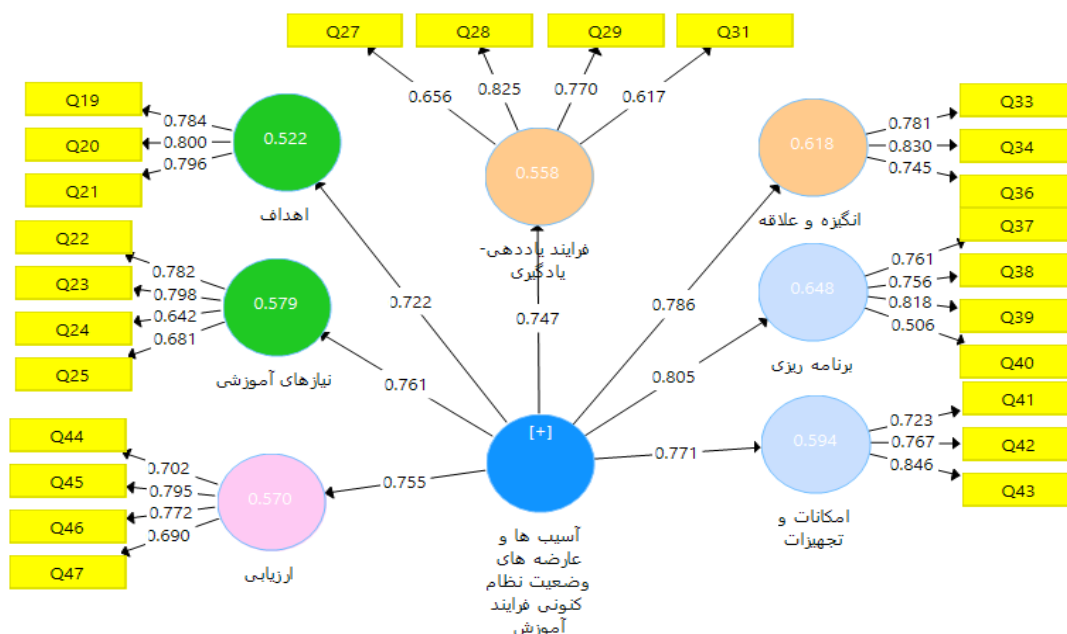 Q27
Q28
Q29
Q31
0.656
0.825
0.770
0.617
Q19
Q20
Q21
0.784
0.800
0.796
0.522
اهداف
0.558
فرایند یاددهی-
یادگیری
Q33
Q34
Q36
0.781
0.830
0.745
0.618
انگیزه و علاقه
Q22
Q23
Q24
Q25
0.782
0.798
0.642
0.681
0.579
نیازهای آموزشی
Q37
Q38
Q39
Q40
0.761
0.756
0.818
0.506
0.648
برنامه ریزی
0.722
0.747
0.786
0.761
0.805
0.755
0.771
Q44
Q45
Q46
Q47
0.702
0.795
0.772
0.690
0.570
ارزیابی
[+]
آسیب ها و
عارضه های
وضعیت نظام
کنونی فرایند
آموزش
Q41
Q42
Q43
0.723
0.767
0.846
0.594
امکانات و
تجهیزات